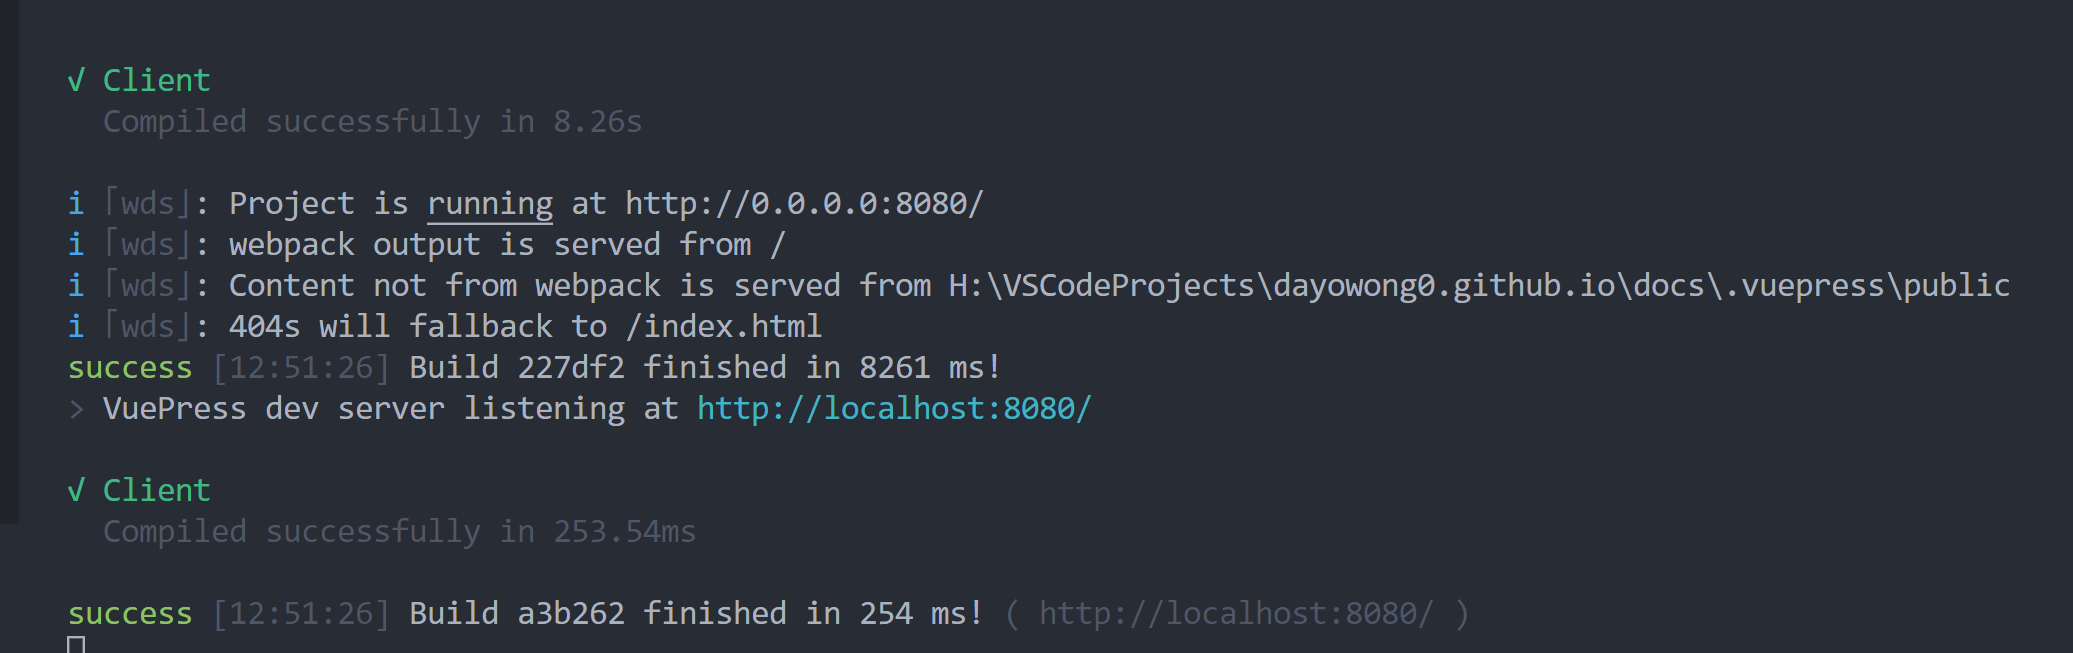 √ Client
Compiled successfully in 8.26s
i ｢wds｣: Project is running at http://0.0.0.0:8080/
i ｢wds｣: webpack output is served from /
i ｢wds｣: Content not from webpack is served from H:\VSCodeProjects\dayowong0.github.io\docs\.vuepress\public
i ｢wds｣: 404s will fallback to /index.html
success [12:51:26] Build 227df2 finished in 8261 ms!
> VuePress dev server listening at http://localhost:8080/
√ Client
Compiled successfully in 253.54ms
success [12:51:26] Build a3b262 finished in 254 ms! ( http://localhost:8080/ )